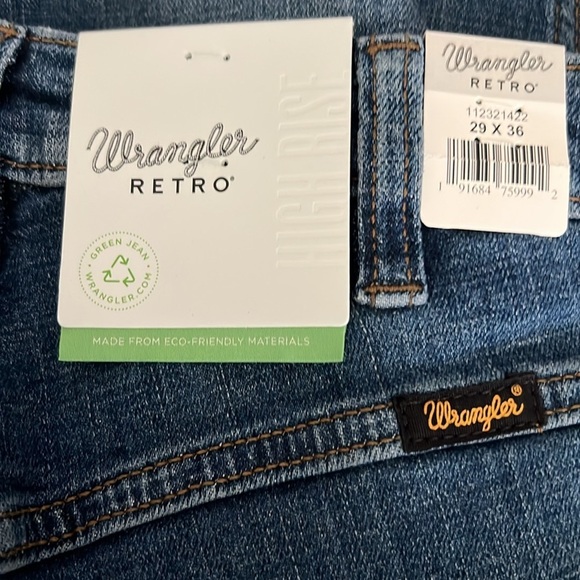 Wrangler
RETRO®
HIGH RISE
GREEN JEAN
WRANGLER.COM
MADE FROM ECO-FRIENDLY MATERIALS
Wrangler
RETRO®
112321422
29 X 36
1 91684 75999 2
Wrangler®